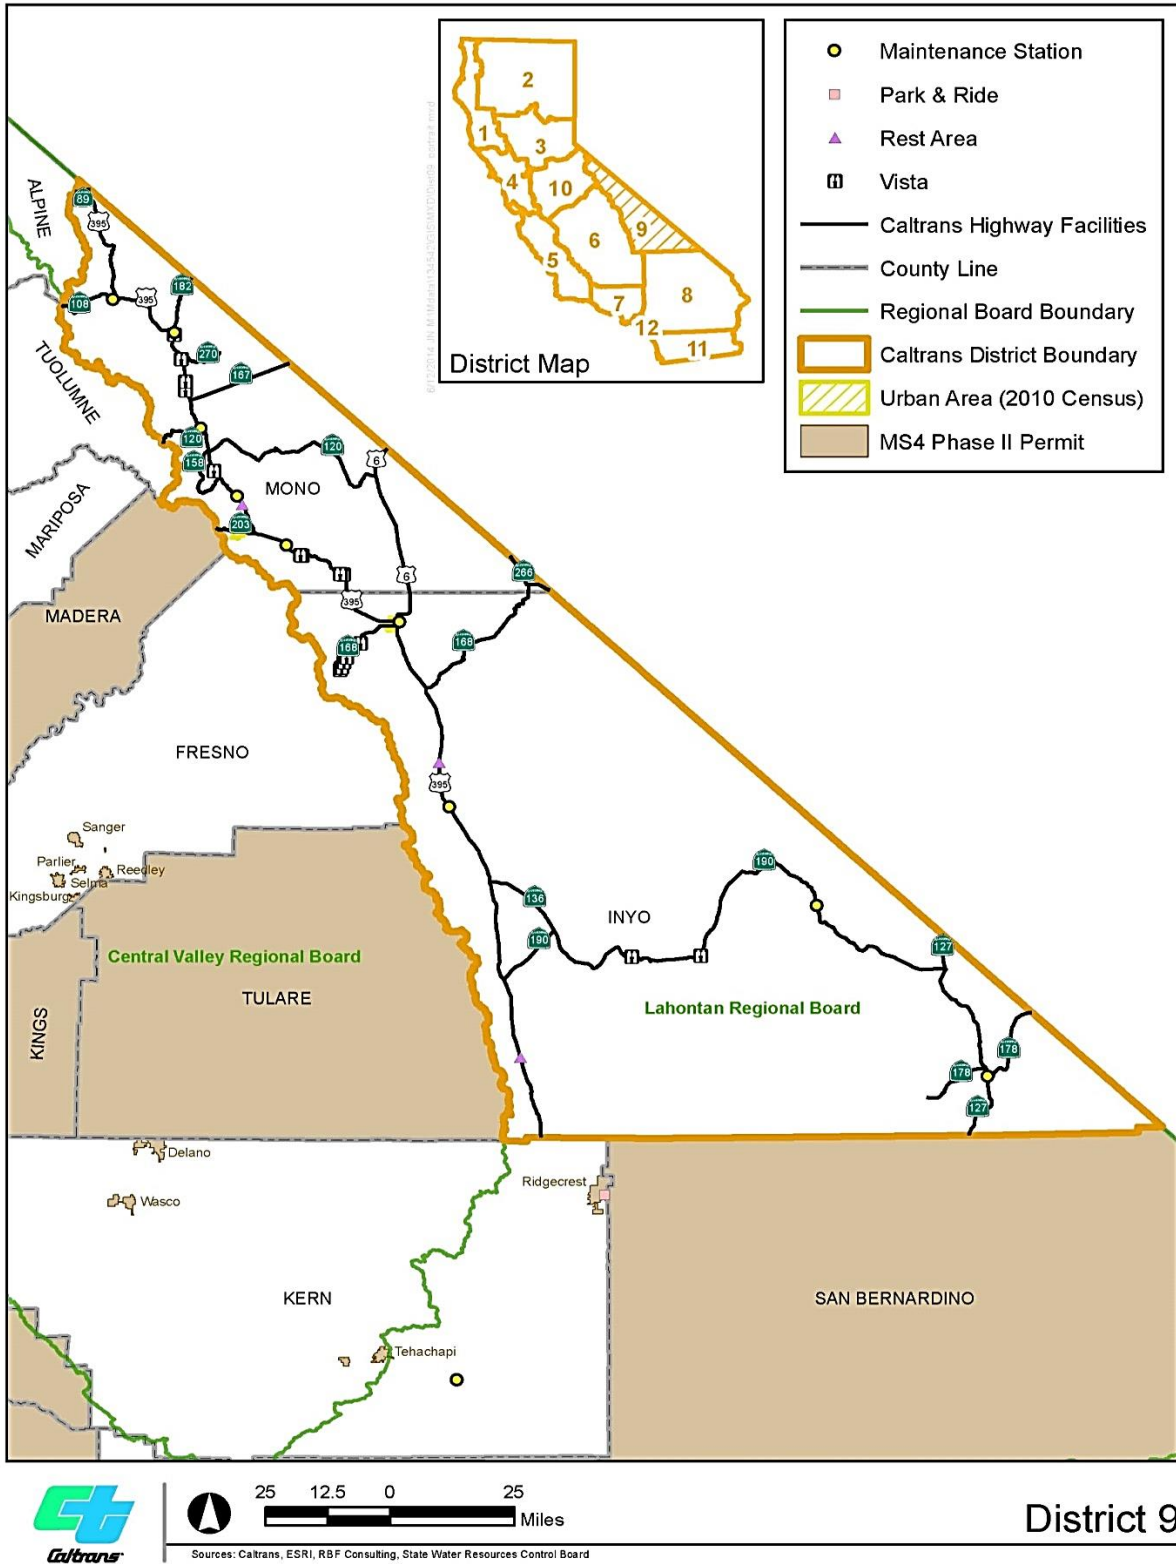 District Map
1
2
3
4
5
6
7
8
9
10
11
12
Maintenance Station
Park & Ride
Rest Area
Vista
Caltrans Highway Facilities
County Line
Regional Board Boundary
Caltrans District Boundary
Urban Area (2010 Census)
MS4 Phase II Permit
ALPINE
89
395
182
108
395
270
TUOLUMNE
167
120
120
6
158
MONO
MARIPOSA
203
266
6
MADERA
395
168
168
FRESNO
395
Sanger
Parlier
Reedley
Selma
Kingsburg
190
136
INYO
190
127
Central Valley Regional Board
TULARE
Lahontan Regional Board
KINGS
178
178
127
Delano
Ridgecrest
Wasco
KERN
SAN BERNARDINO
Tehachapi
Caltrans
25 12.5 0 25
Miles
District 9
Sources: Caltrans, ESRI, RBF Consulting, State Water Resources Control Board